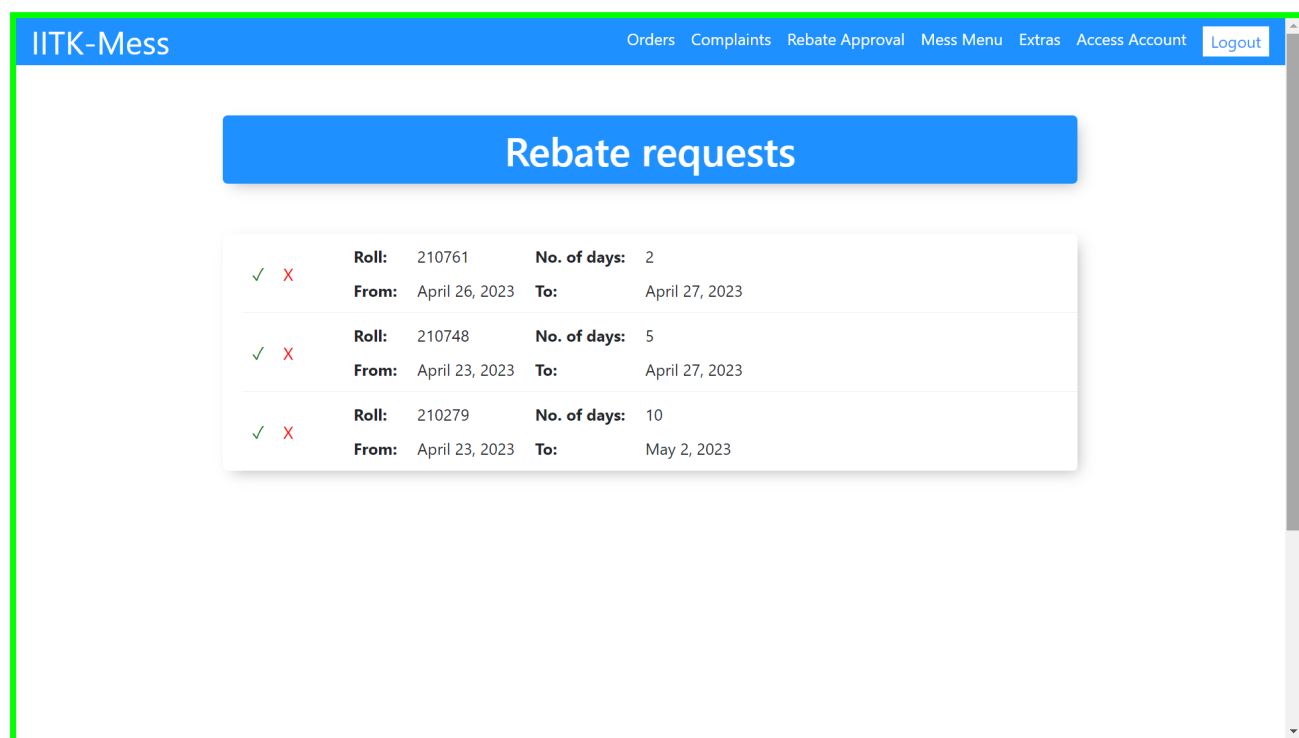 IITK-Mess Orders Complaints Rebate Approval Mess Menu Extras Access Account Logout
Rebate requests
Roll: 210761 No. of days: 2
✓ X
From: April 26, 2023 To: April 27, 2023
Roll: 210748 No. of days: 5
✓ X
From: April 23, 2023 To: April 27, 2023
Roll: 210279 No. of days: 10
✓ X
From: April 23, 2023 To: May 2, 2023